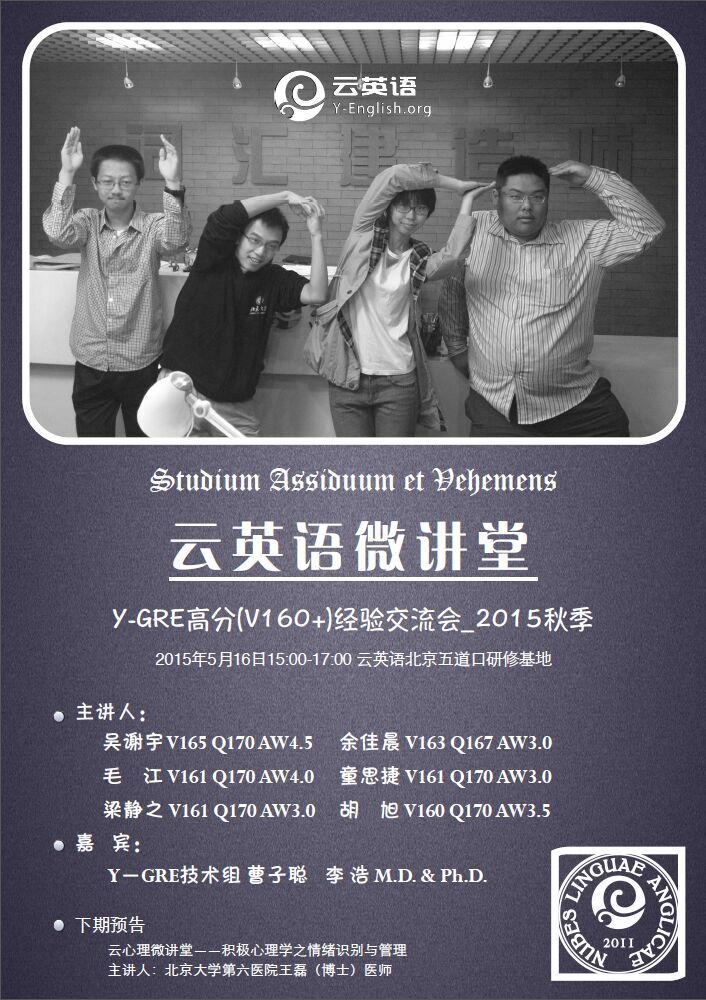 云英语
Y-English.org
词汇建造师
Studium Assiduum et Vehemens
云英语微讲堂
Y-GRE高分(V160+)经验交流会_2015秋季
2015年5月16日15:00-17:00 云英语北京五道口研修基地
主讲人：
吴谢宇 V165 Q170 AW4.5 余佳晨 V163 Q167 AW3.0
毛 江 V161 Q170 AW4.0 童思捷 V161 Q170 AW3.0
梁静之 V161 Q170 AW3.0 胡 旭 V160 Q170 AW3.5
嘉 宾：
Y－GRE技术组 曹子聪 李 浩 M.D. & Ph.D.
下期预告
云心理微讲堂——积极心理学之情绪识别与管理
主讲人：北京大学第六医院王磊（博士）医师
NUBES LINGUAE ANGLICAE
2011